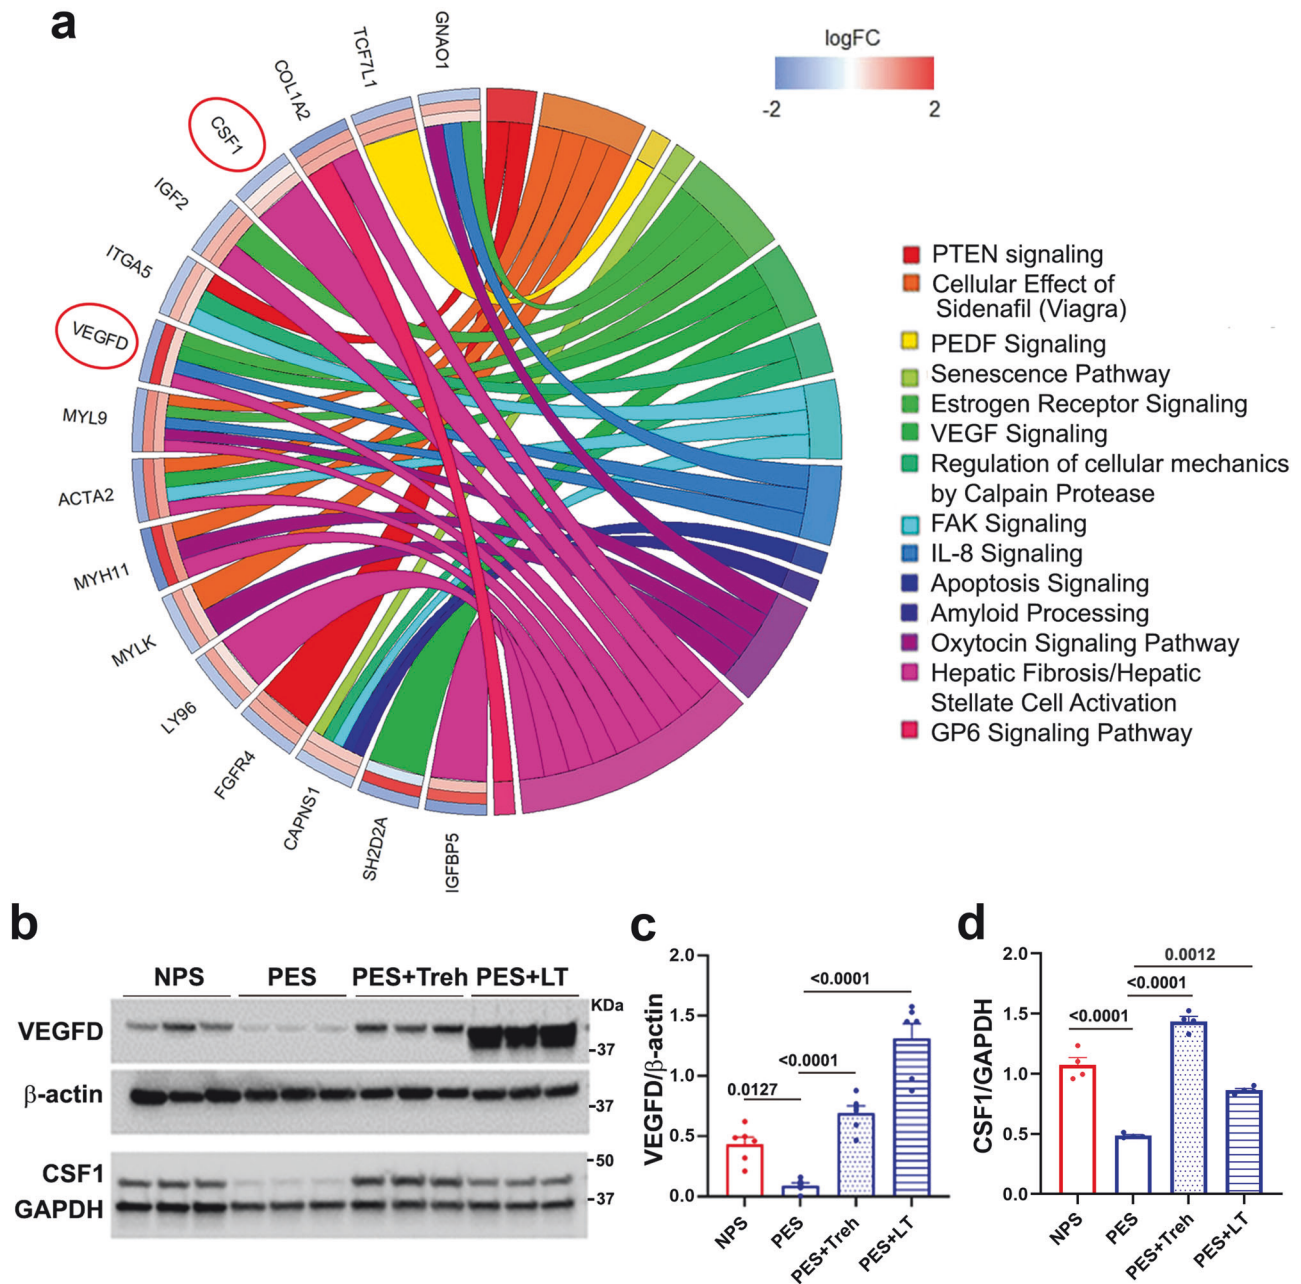 a
logFC
-2
2
GNAO1
TCF7L1
COL1A2
CSF1
IGF2
ITGA5
VEGFD
MYL9
ACTA2
MYH11
MYLK
LY96
FGFR4
CAPNS1
SH2D2A
IGFBP5
PTEN signaling
Cellular Effect of
Sidenafil (Viagra)
PEDF Signaling
Senescence Pathway
Estrogen Receptor Signaling
VEGF Signaling
Regulation of cellular mechanics
by Calpain Protease
FAK Signaling
IL-8 Signaling
Apoptosis Signaling
Amyloid Processing
Oxytocin Signaling Pathway
Hepatic Fibrosis/Hepatic
Stellate Cell Activation
GP6 Signaling Pathway
b
NPS PES PES+Treh PES+LT
KDa
VEGFD
-37
β-actin
-37
CSF1
-50
-37
GAPDH
c
VEGFD/β-actin
2.0
1.5
1.0
0.5
0.0
0.0127
<0.0001
<0.0001
NPS
PES
PES+Treh
PES+LT
d
CSF1/GAPDH
2.0
1.5
1.0
0.5
0.0
<0.0001
<0.0001
0.0012
NPS
PES
PES+Treh
PES+LT